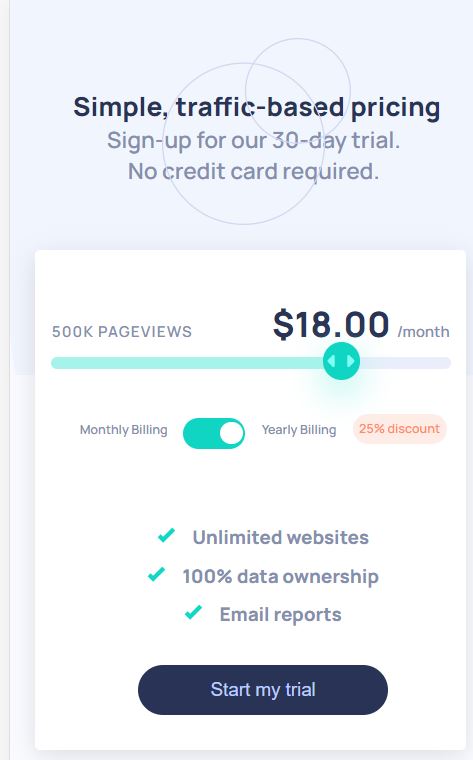 Simple, traffic-based pricing
Sign-up for our 30-day trial.
No credit card required.
500K PAGEVIEWS
$18.00 /month
Monthly Billing
Yearly Billing
25% discount
Unlimited websites
100% data ownership
Email reports
Start my trial